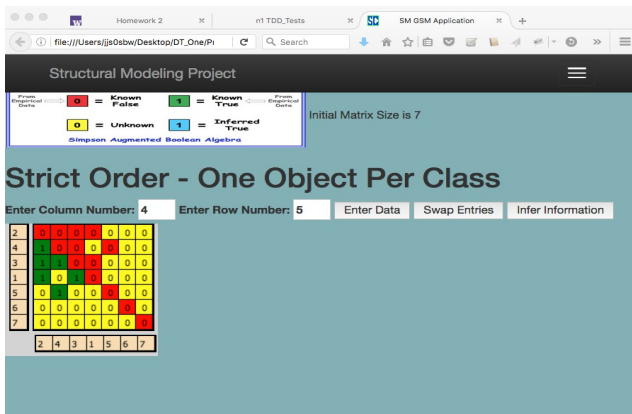 W Homework 2 n1 TDD_Tests SC SM GSM Application
file:///Users/jjs0sbw/Desktop/DT_One/Pr Search
Structural Modeling Project
From Empirical Data 0 = Known False 1 = Known True From Empirical Data
0 = Unknown 1 = Inferred True
Simpson Augmented Boolean Algebra
Initial Matrix Size is 7
Strict Order - One Object Per Class
Enter Column Number: 4 Enter Row Number: 5 Enter Data Swap Entries Infer Information
2 0 0 0 0 0 0 0
4 1 0 0 0 0 0 0
3 1 1 0 0 0 0 0
1 1 0 1 0 0 0 0
5 0 1 0 0 0 0 0
6 0 0 0 0 0 0 0
7 0 0 0 0 0 0 0
2 4 3 1 5 6 7